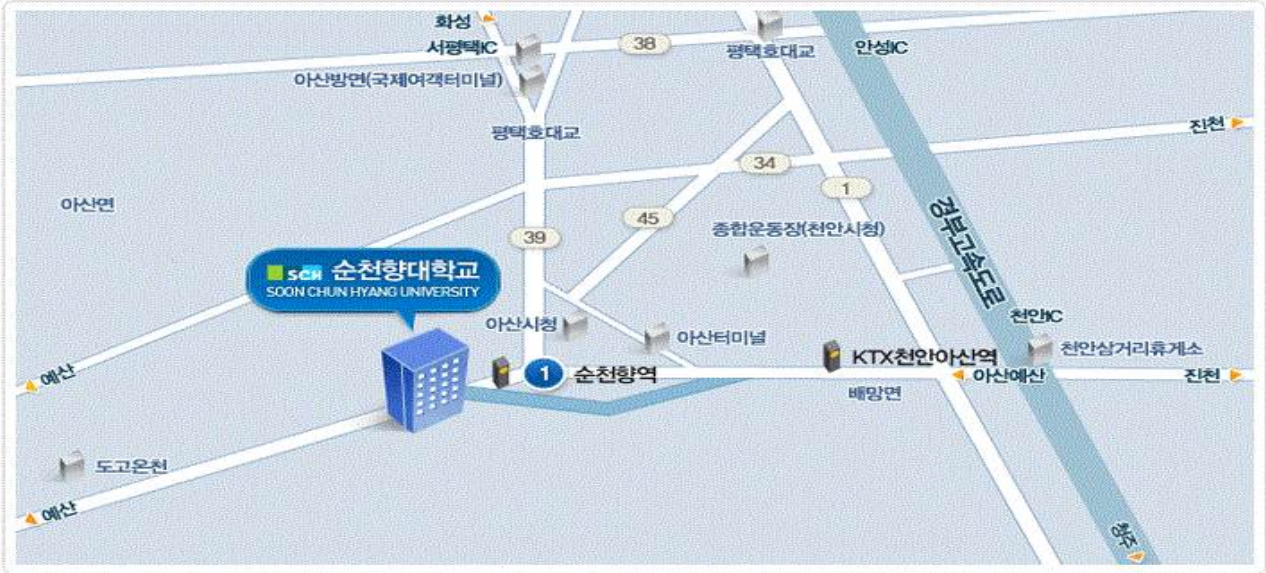 화성
서평택IC
38
평택호대교
안성IC
아산방면(국제여객터미널)
평택호대교
진천
34
1
아산면
45
종합운동장(천안시청)
39
경부고속도로
SCH 순천향대학교
SOON CHUN HYANG UNIVERSITY
천안IC
아산시청
아산터미널
KTX천안아산역
천안삼거리휴게소
예산
1 순천향역
아산예산
진천
배망면
도고온천
예산
청주